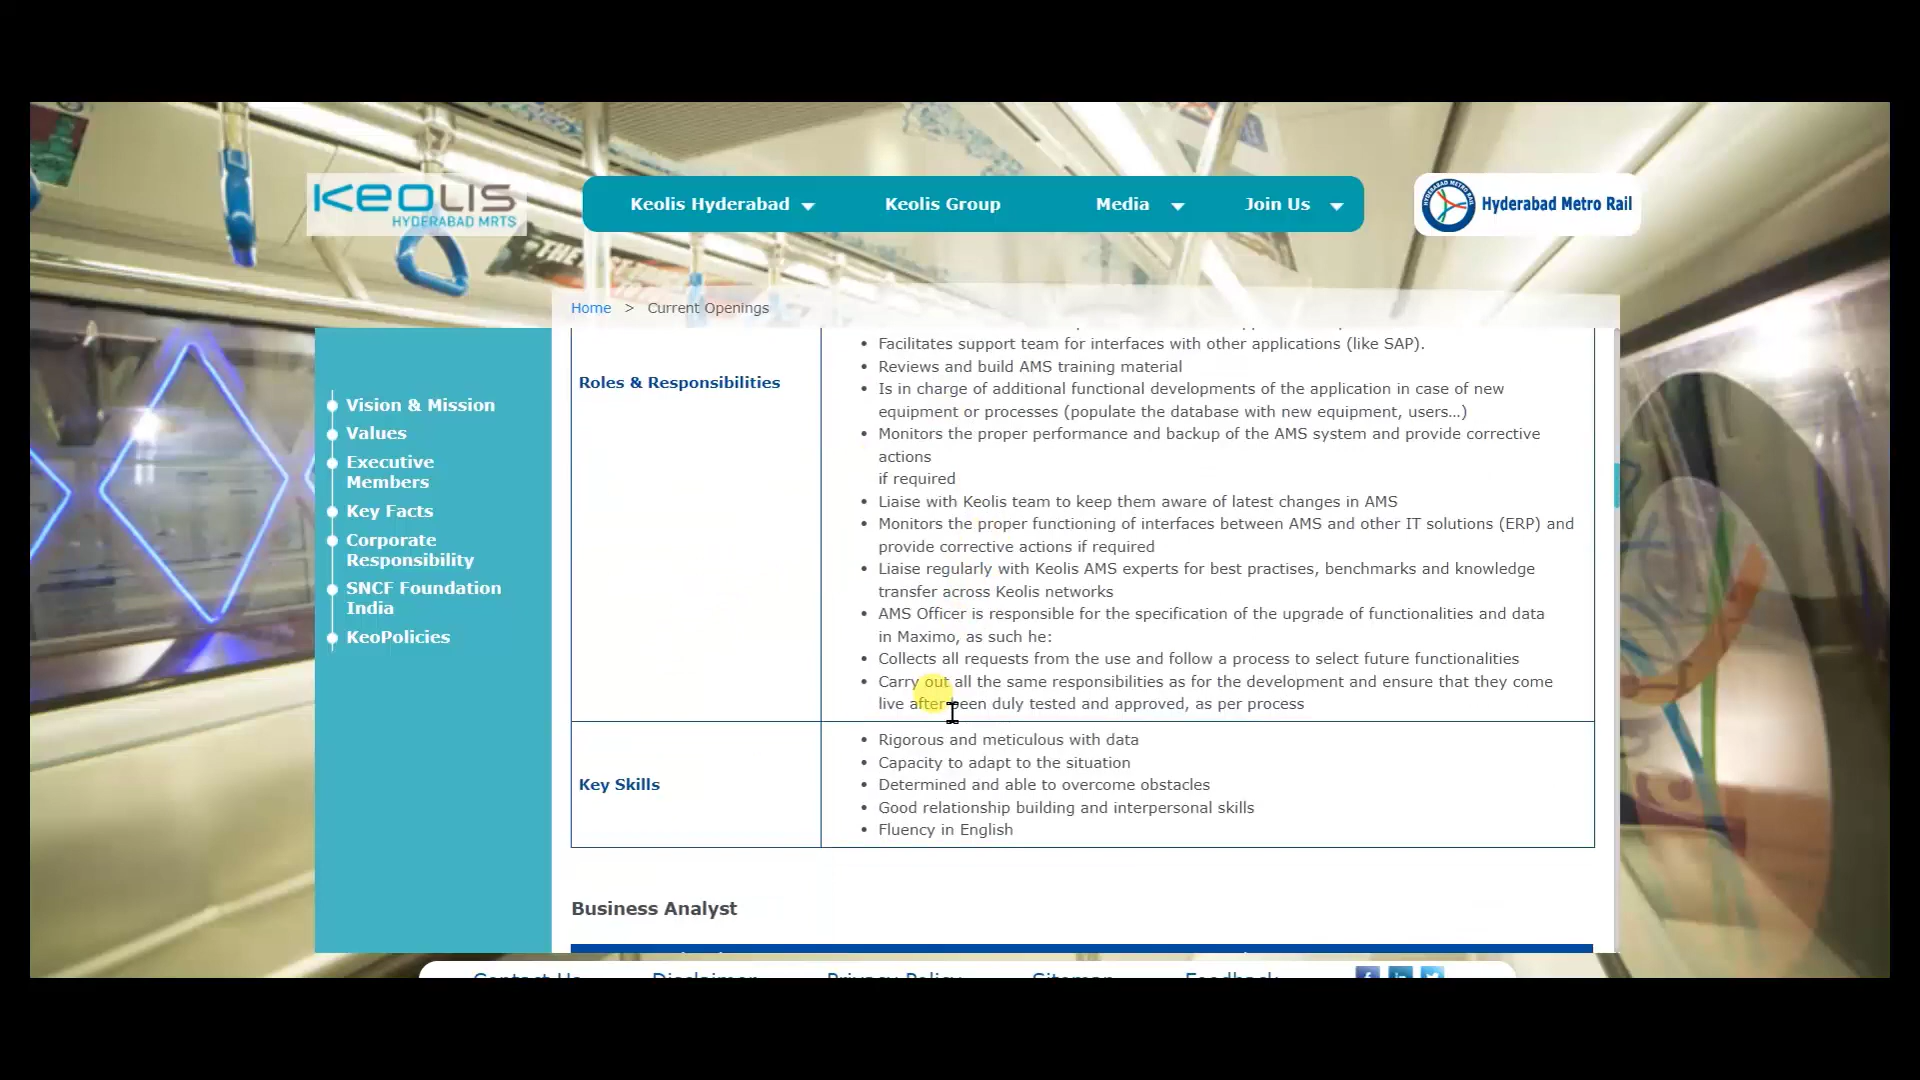 KEOLIS
HYDERABAD MRTS
Keolis Hyderabad
Keolis Group
Media
Join Us
Hyderabad Metro Rail
Home > Current Openings
Vision & Mission
Values
Executive
Members
Key Facts
Corporate
Responsibility
SNCF Foundation
India
KeoPolicies
Roles & Responsibilities
• Facilitates support team for interfaces with other applications (like SAP).
• Reviews and build AMS training material
• Is in charge of additional functional developments of the application in case of new
equipment or processes (populate the database with new equipment, users…)
• Monitors the proper performance and backup of the AMS system and provide corrective
actions
if required
• Liaise with Keolis team to keep them aware of latest changes in AMS
• Monitors the proper functioning of interfaces between AMS and other IT solutions (ERP) and
provide corrective actions if required
• Liaise regularly with Keolis AMS experts for best practises, benchmarks and knowledge
transfer across Keolis networks
• AMS Officer is responsible for the specification of the upgrade of functionalities and data
in Maximo, as such he:
• Collects all requests from the use and follow a process to select future functionalities
• Carry out all the same responsibilities as for the development and ensure that they come
live after been duly tested and approved, as per process
Key Skills
• Rigorous and meticulous with data
• Capacity to adapt to the situation
• Determined and able to overcome obstacles
• Good relationship building and interpersonal skills
• Fluency in English
Business Analyst
Contact Us
Disclaimer
Privacy Policy
Sitemap
Feedback